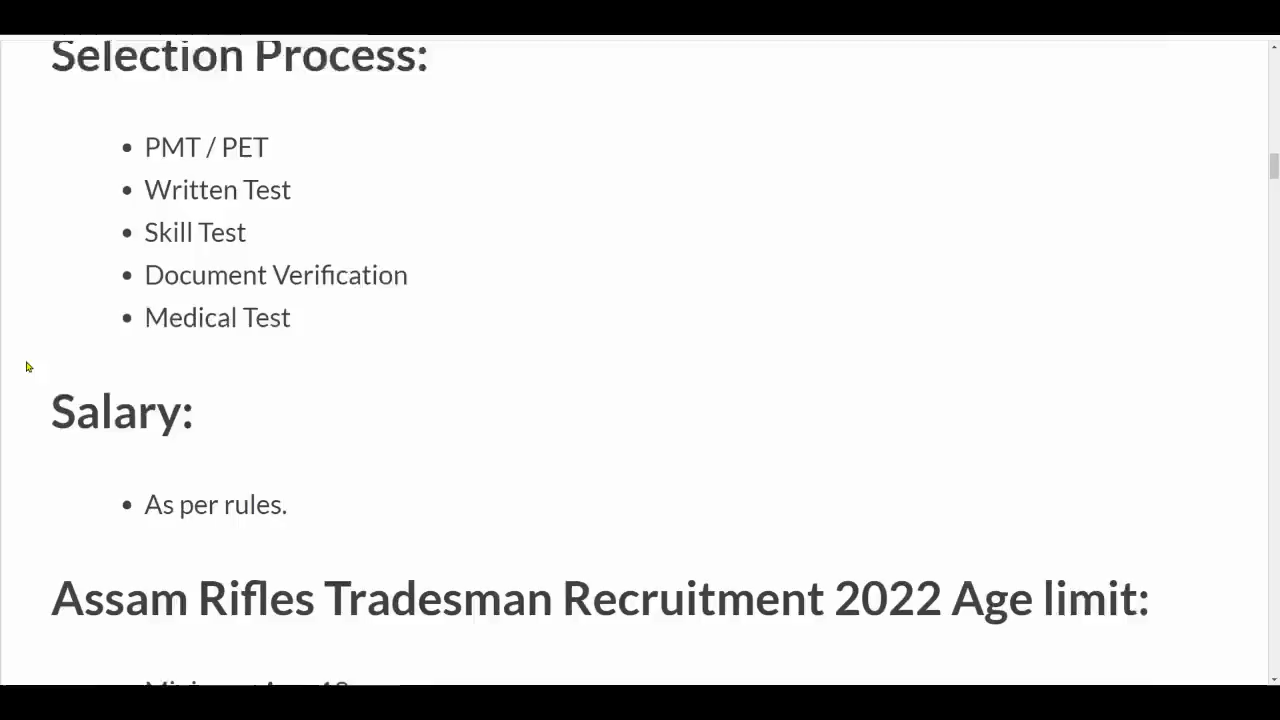 Selection Process:
• PMT / PET
• Written Test
• Skill Test
• Document Verification
• Medical Test
Salary:
• As per rules.
Assam Rifles Tradesman Recruitment 2022 Age limit: